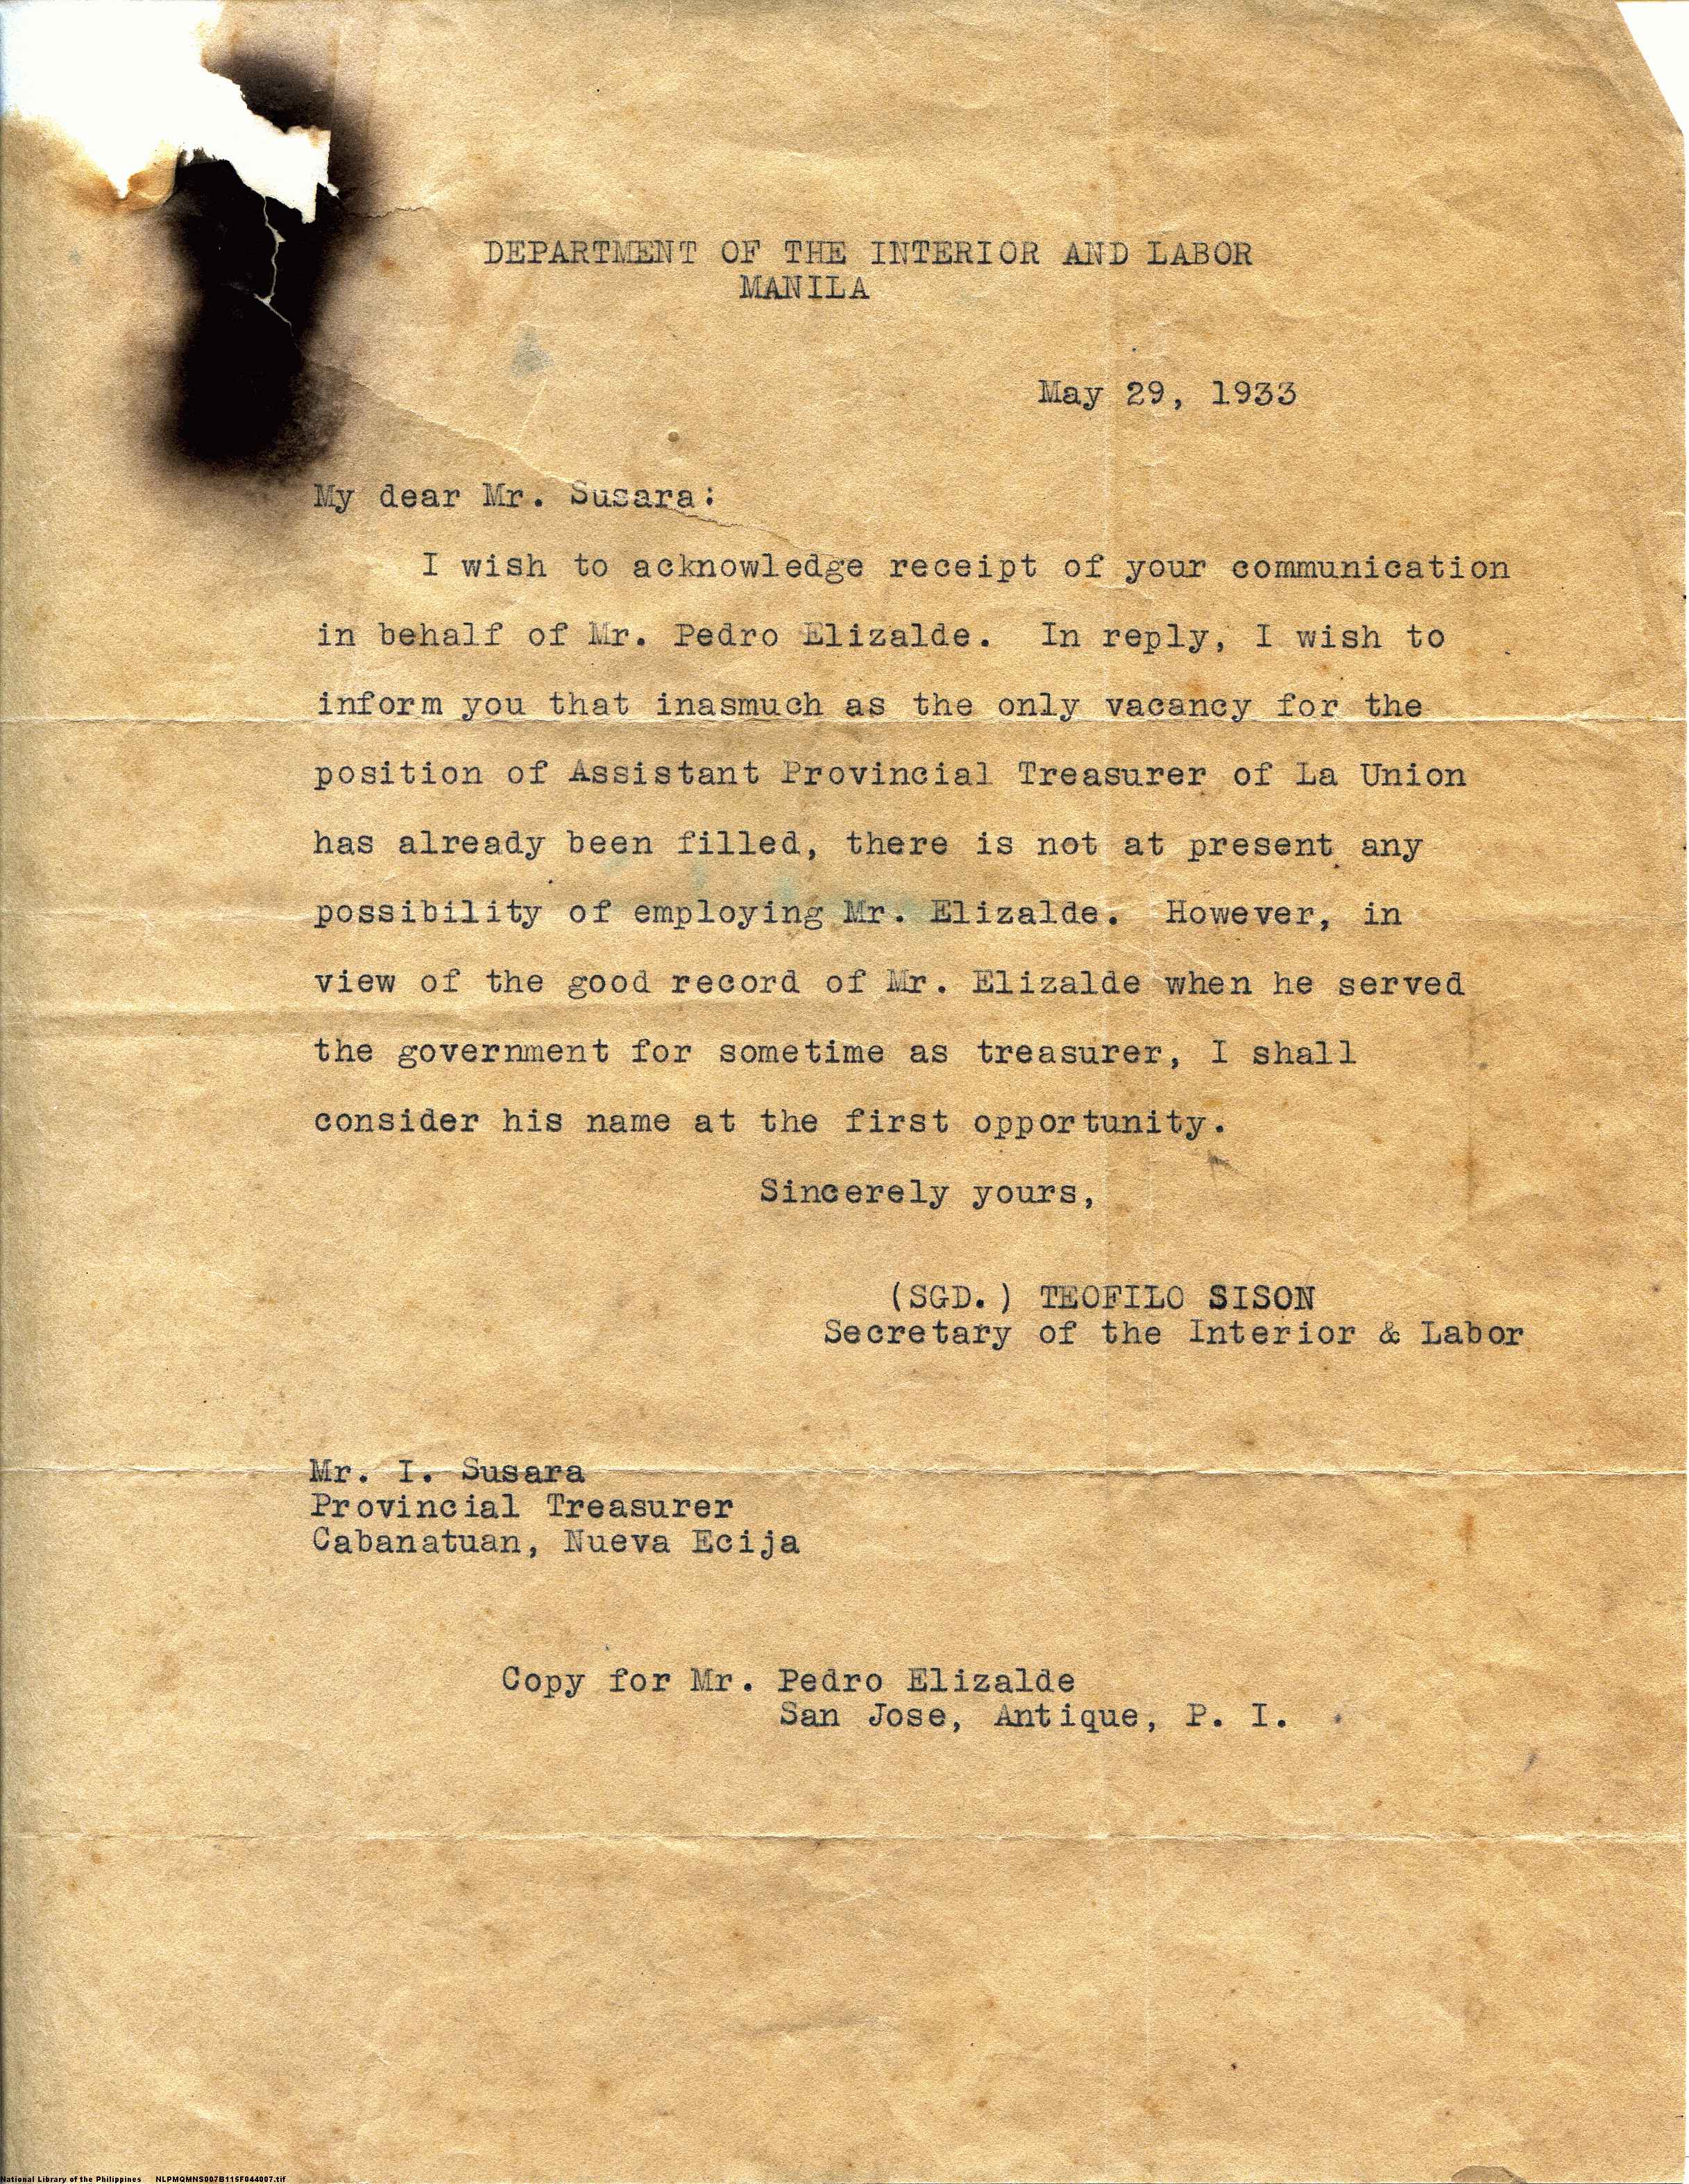 DEPARTMENT OF THE INTERIOR AND LABOR
MANILA
May 29, 1933
My dear Mr. Susara:
I wish to acknowledge receipt of your communication
in behalf of Mr. Pedro Elizalde. In reply, I wish to
inform you that inasmuch as the only vacancy for the
position of Assistant Provincial Treasurer of La Union
has already been filled, there is not at present any
possibility of employing Mr. Elizalde. However, in
view of the good record of Mr. Elizalde when he served
the government for sometime as treasurer, I shall
consider his name at the first opportunity.
Sincerely yours,
(SGD.) TEOFILO SISON
Secretary of the Interior & Labor
Mr. I. Susara
Provincial Treasurer
Cabanatuan, Nueva Ecija
Copy for Mr. Pedro Elizalde
San Jose, Antique, P. I.
National Library of the Philippines NLPMQMNS007B115F044007.tif